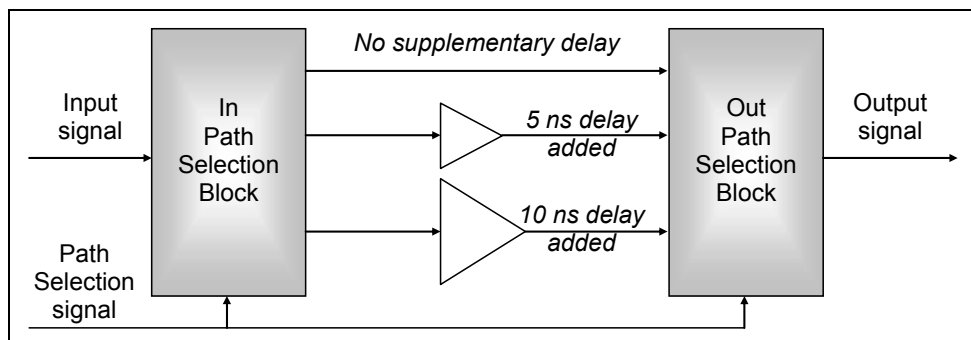 No supplementary delay
Input
signal
In
Path
Selection
Block
5 ns delay
added
10 ns delay
added
Out
Path
Selection
Block
Output
signal
Path
Selection
signal